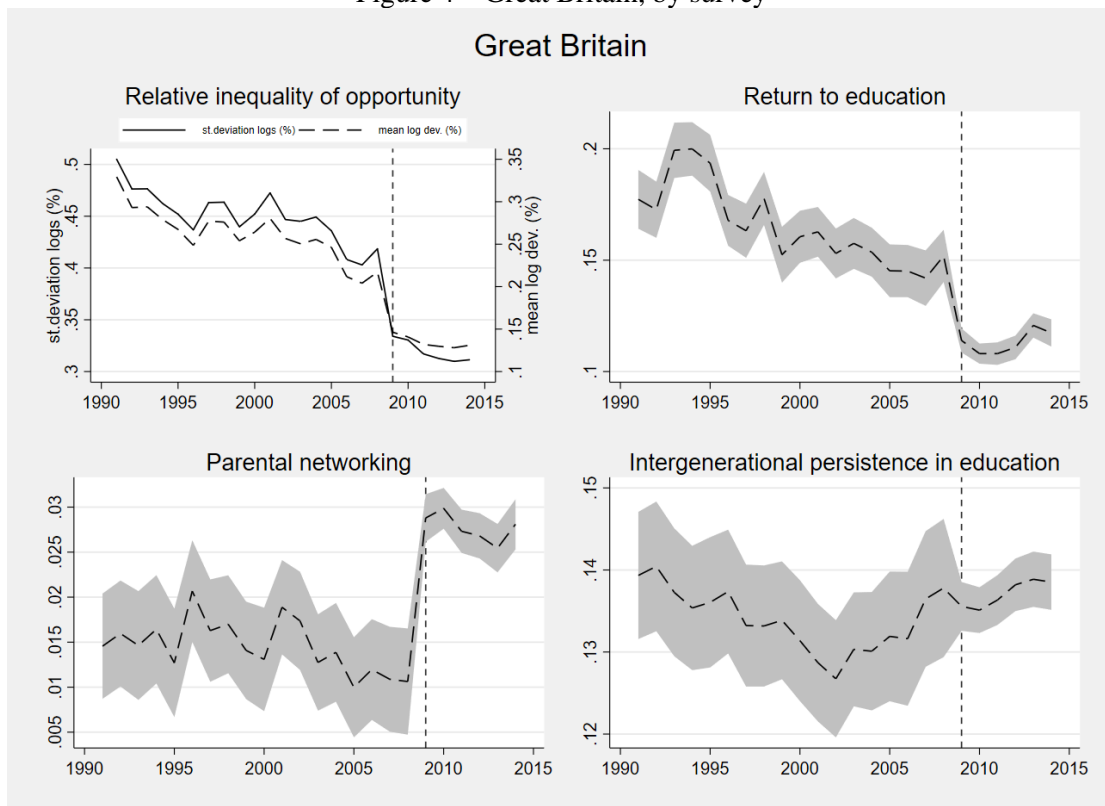 Figure 4 – Great Britain, by survey
Great Britain
Relative inequality of opportunity
st.deviation logs (%) mean log dev. (%)
st.deviation logs (%)
.5
.45
.4
.35
.3
mean log dev. (%)
.35
.3
.25
.2
.15
.1
1990 1995 2000 2005 2010 2015
Return to education
.2
.15
.1
1990 1995 2000 2005 2010 2015
Parental networking
.03
.025
.02
.015
.01
.005
1990 1995 2000 2005 2010 2015
Intergenerational persistence in education
.15
.14
.13
.12
1990 1995 2000 2005 2010 2015